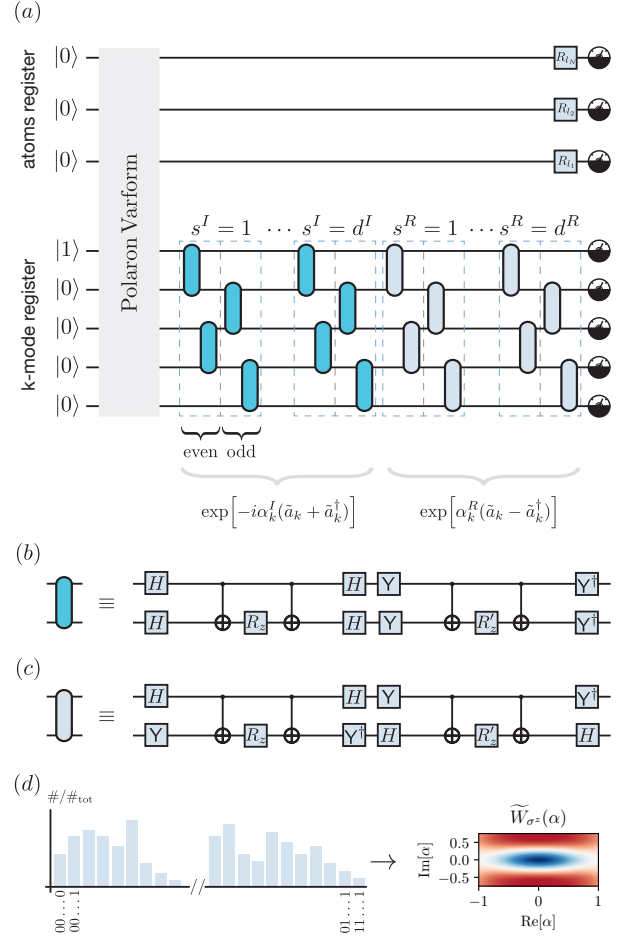 (a)
atoms register
|0⟩ R_{l_N}
|0⟩ R_{l_2}
|0⟩ R_{l_1}
Polaron Varform
s^I = 1 ⋯ s^I = d^I s^R = 1 ⋯ s^R = d^R
k-mode register
|1⟩
|0⟩
|0⟩
|0⟩
|0⟩
even odd
exp[−iα_k^I(ã_k + ã_k^†)] exp[α_k^R(ã_k − ã_k^†)]
(b)
≡ H H Y Y†
H R_z H Y R′_z Y†
(c)
≡ H H Y Y†
Y R_z Y† H R′_z H
(d)
#/#_tot
00…0
00…1
//
01…1
11…1
→
W̃_{σ^z}(α)
Im[α]
0.5
0.0
−0.5
−1 0 1
Re[α]